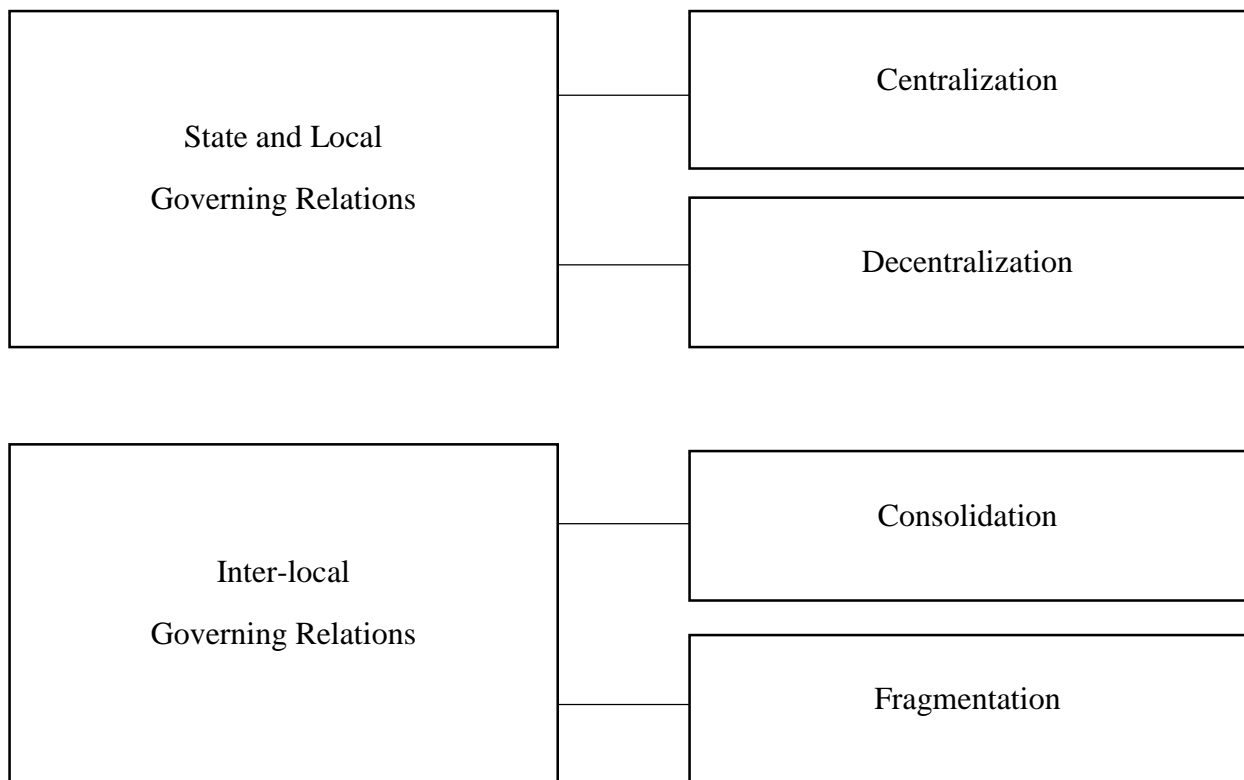 State and Local
Governing Relations
Centralization
Decentralization
Inter-local
Governing Relations
Consolidation
Fragmentation